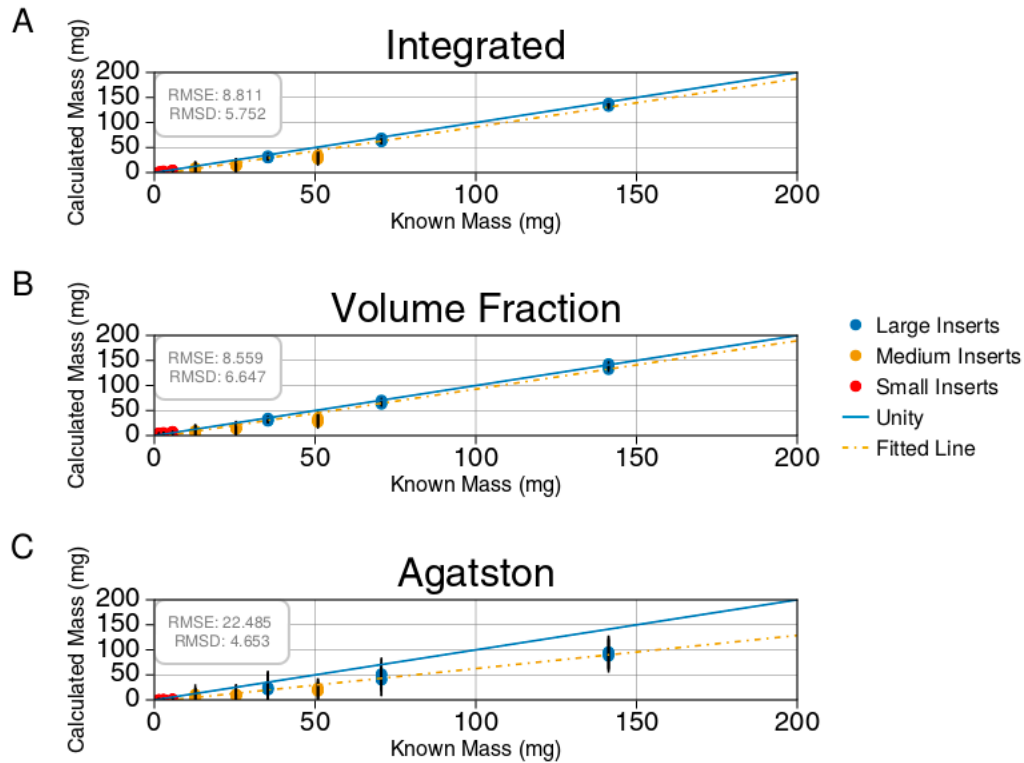 A
Integrated
Calculated Mass (mg)
200
150
100
50
0
RMSE: 8.811
RMSD: 5.752
0 50 100 150 200
Known Mass (mg)
B
Volume Fraction
Calculated Mass (mg)
200
150
100
50
0
RMSE: 8.559
RMSD: 6.647
0 50 100 150 200
Known Mass (mg)
Large Inserts
Medium Inserts
Small Inserts
Unity
Fitted Line
C
Agatston
Calculated Mass (mg)
200
150
100
50
0
RMSE: 22.485
RMSD: 4.653
0 50 100 150 200
Known Mass (mg)